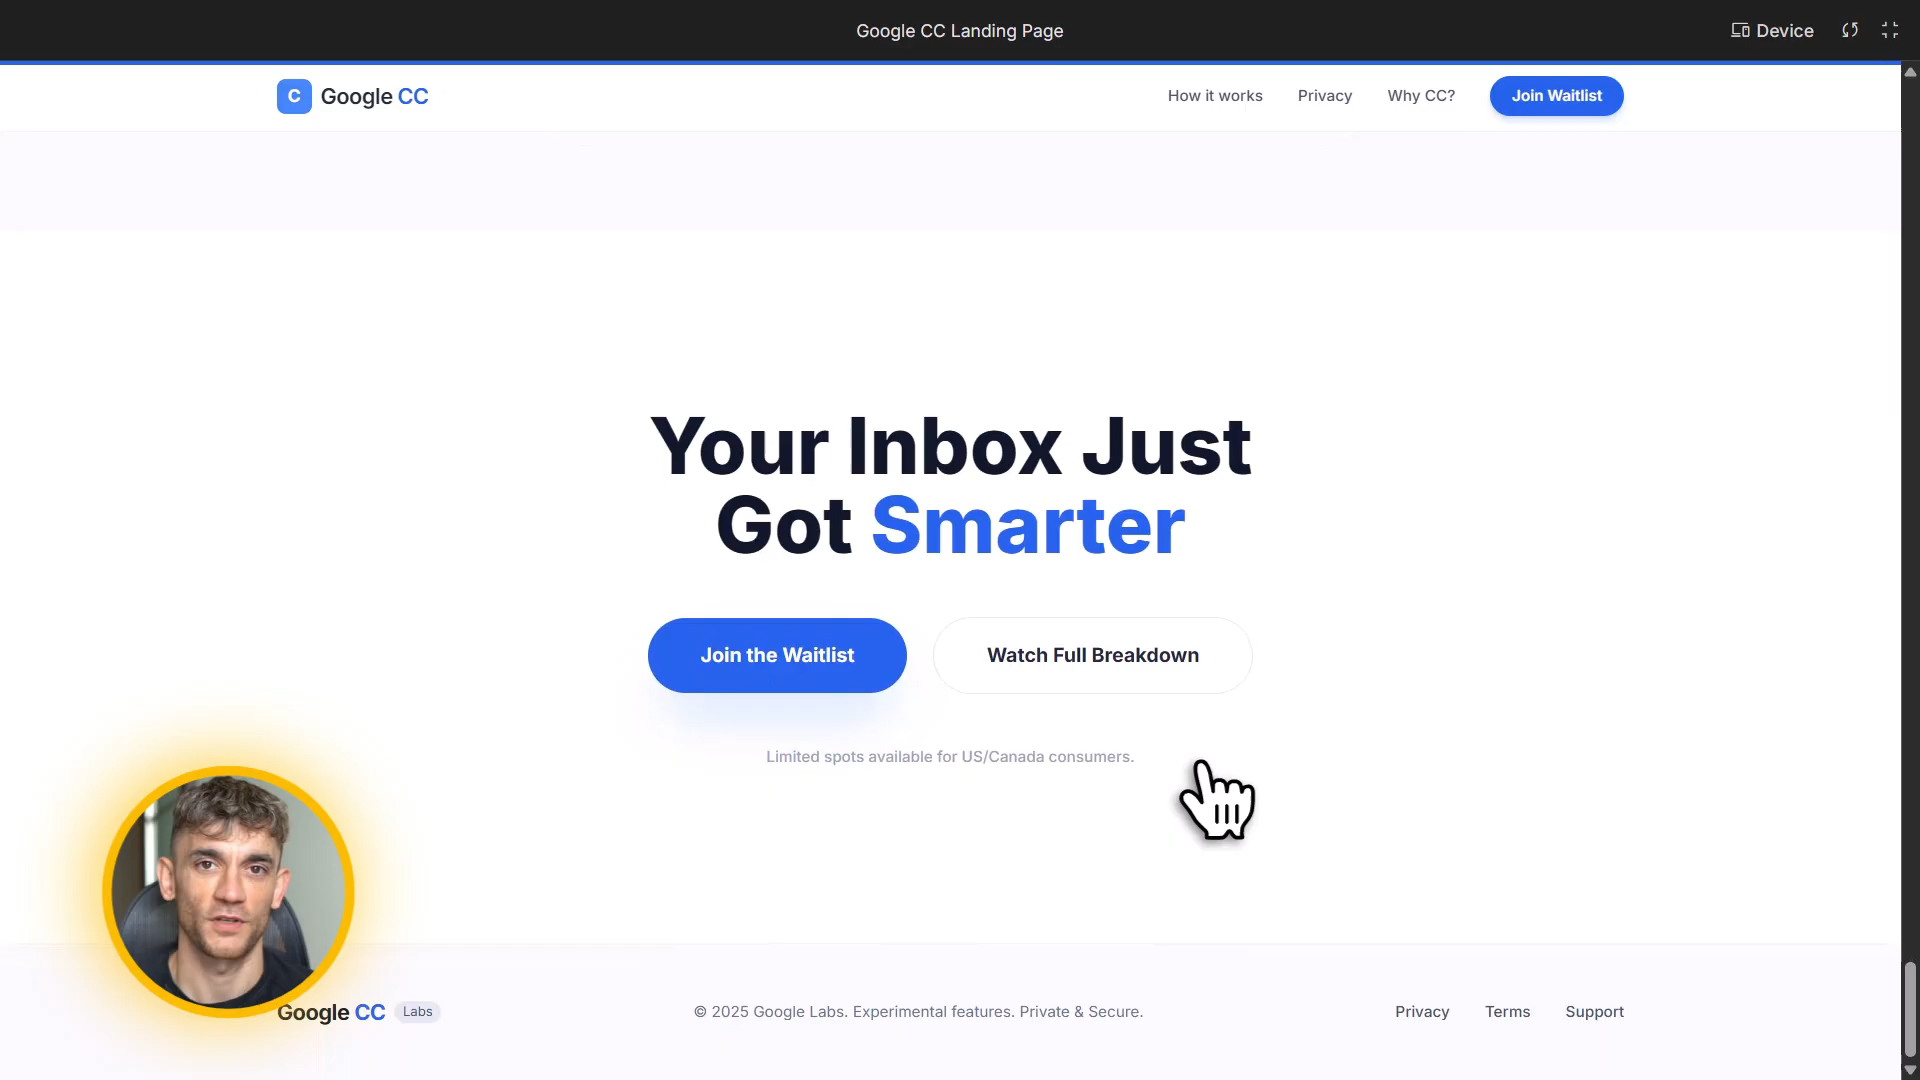 Google CC Landing Page
Device
C Google CC
How it works
Privacy
Why CC?
Join Waitlist
Your Inbox Just
Got Smarter
Join the Waitlist
Watch Full Breakdown
Limited spots available for US/Canada consumers.
Google CC Labs
© 2025 Google Labs. Experimental features. Private & Secure.
Privacy
Terms
Support